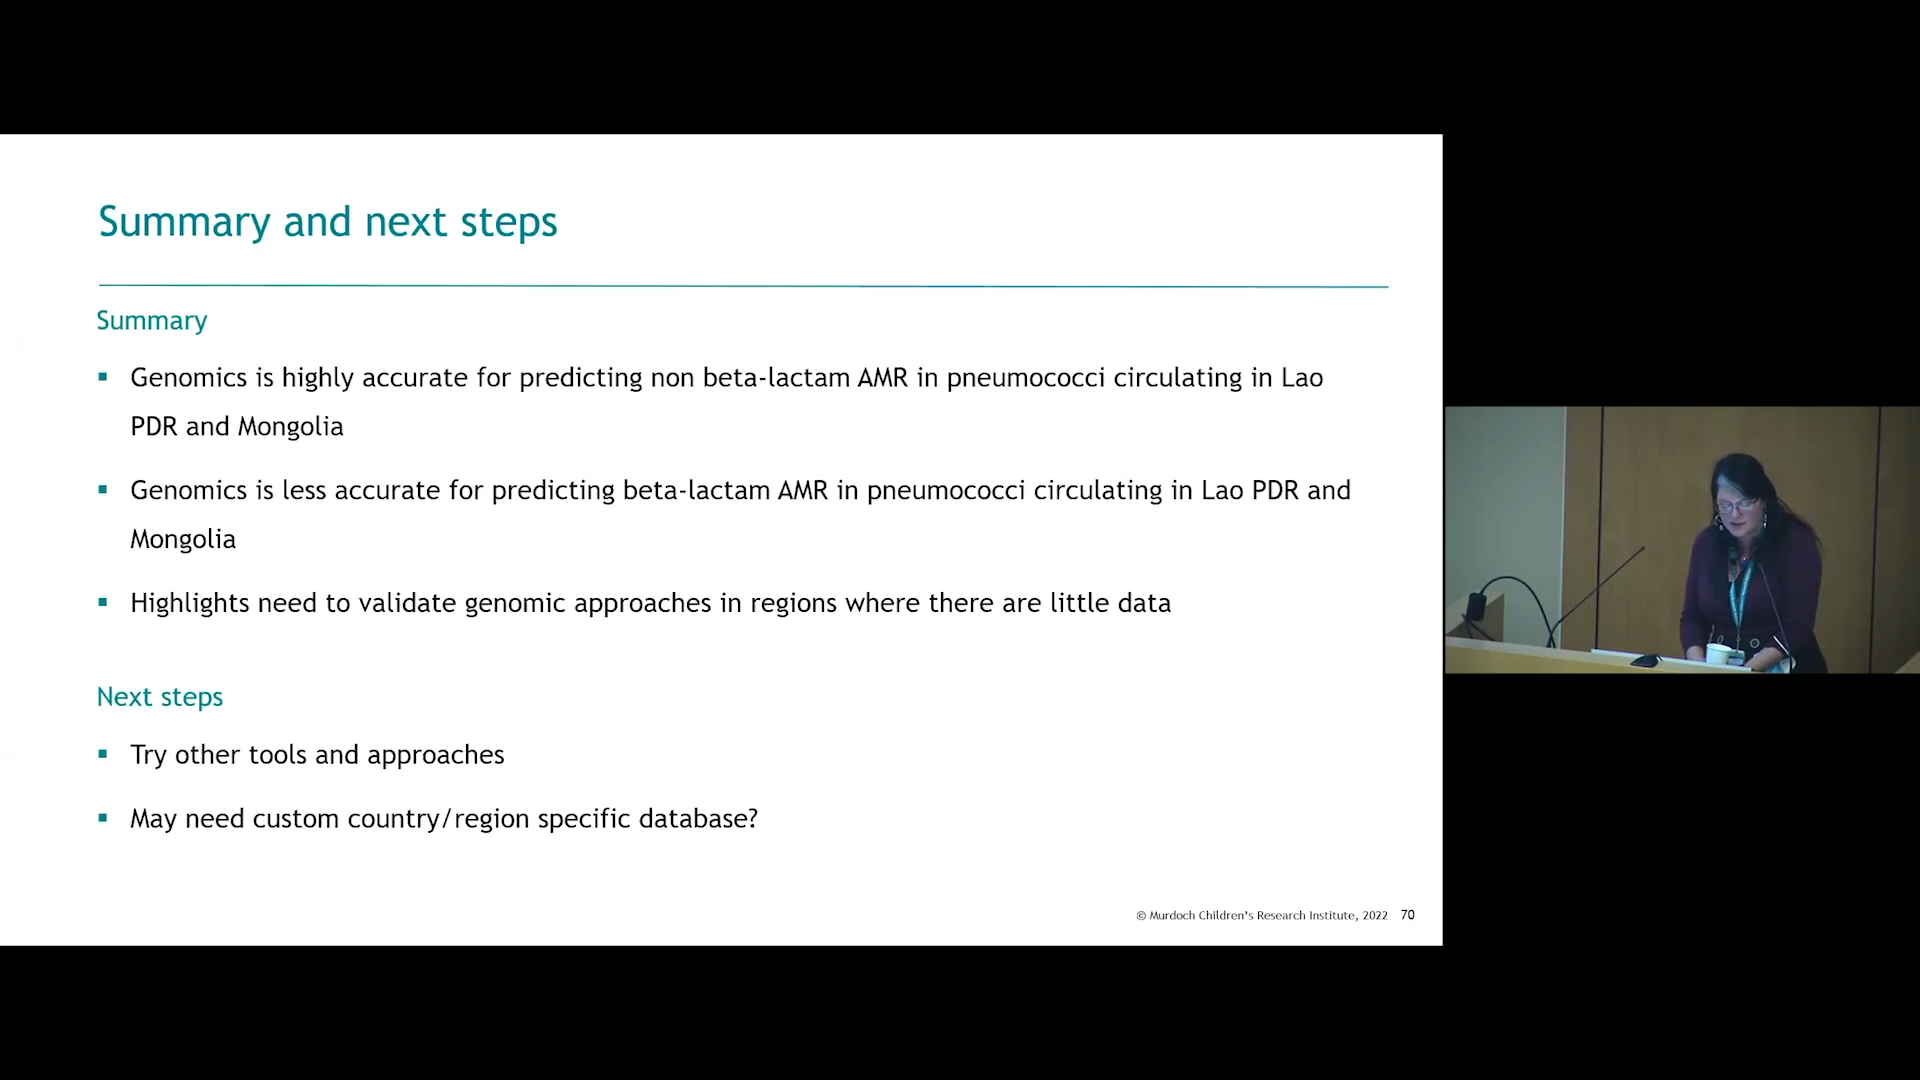 Summary and next steps
Summary
▪ Genomics is highly accurate for predicting non beta-lactam AMR in pneumococci circulating in Lao
PDR and Mongolia
▪ Genomics is less accurate for predicting beta-lactam AMR in pneumococci circulating in Lao PDR and
Mongolia
▪ Highlights need to validate genomic approaches in regions where there are little data
Next steps
▪ Try other tools and approaches
▪ May need custom country/region specific database?
© Murdoch Children's Research Institute, 2022 70